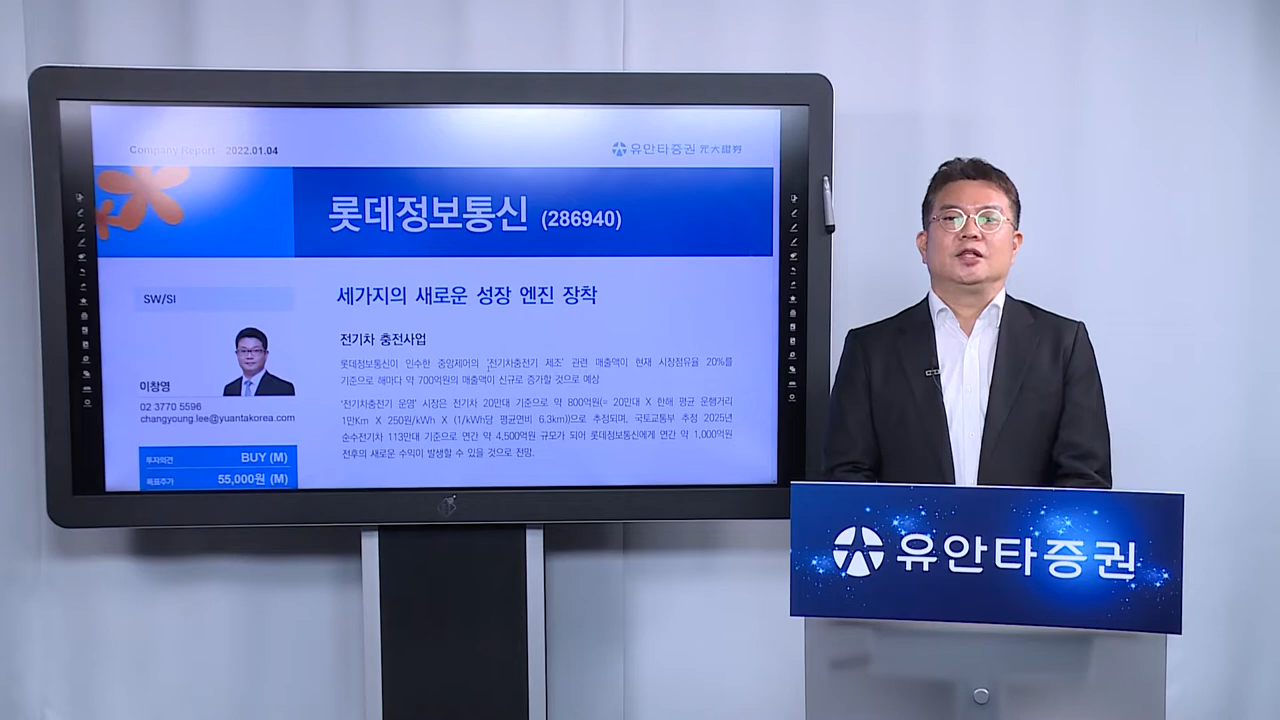 Company Report 2022.01.04
유안타증권 元大證券
롯데정보통신 (286940)
SW/SI
이창영
02 3770 5596
changyoung.lee@yuantakorea.com
투자의견 BUY (M)
목표주가 55,000원 (M)
세가지의 새로운 성장 엔진 장착
전기차 충전사업
롯데정보통신이 인수한 중앙제어의 '전기차충전기 제조' 관련 매출액이 현재 시장점유율 20%를
기준으로 해마다 약 700억원의 매출액이 신규로 증가할 것으로 예상
'전기차충전기 운영' 시장은 전기차 20만대 기준으로 약 800억원(= 20만대 X 한해 평균 운행거리
1만Km X 250원/kWh X (1/kWh당 평균연비 6.3km))으로 추정되며, 국토교통부 추정 2025년
순수전기차 113만대 기준으로 연간 약 4,500억원 규모가 되어 롯데정보통신에게 연간 약 1,000억원
전후의 새로운 수익이 발생할 수 있을 것으로 전망.
유안타증권